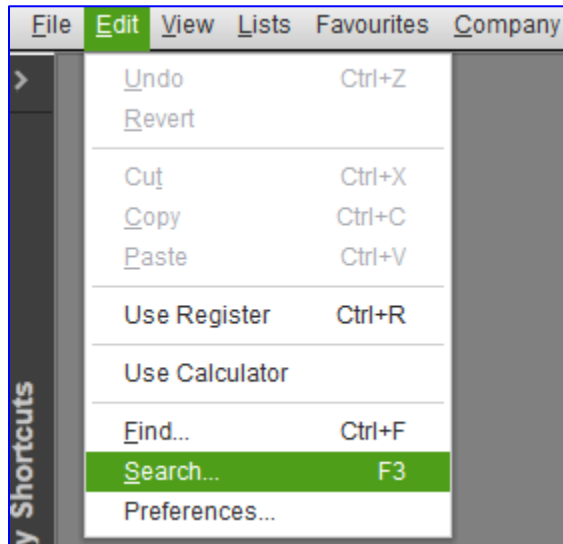 File Edit View Lists Favourites Company
Undo Ctrl+Z
Revert
Cut Ctrl+X
Copy Ctrl+C
Paste Ctrl+V
Use Register Ctrl+R
Use Calculator
Find... Ctrl+F
Search... F3
Preferences...
y Shortcuts